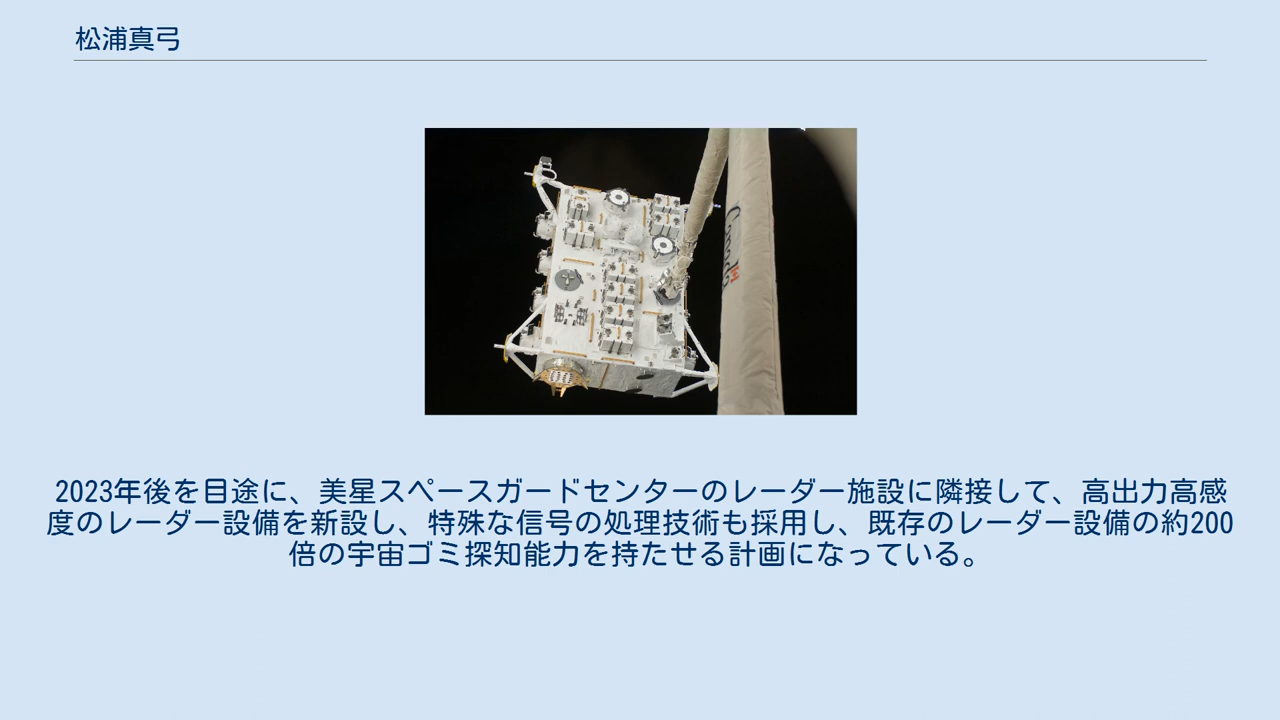 松浦真弓
Canada
2023年後を目途に、美星スペースガードセンターのレーダー施設に隣接して、高出力高感
度のレーダー設備を新設し、特殊な信号の処理技術も採用し、既存のレーダー設備の約200
倍の宇宙ゴミ探知能力を持たせる計画になっている。